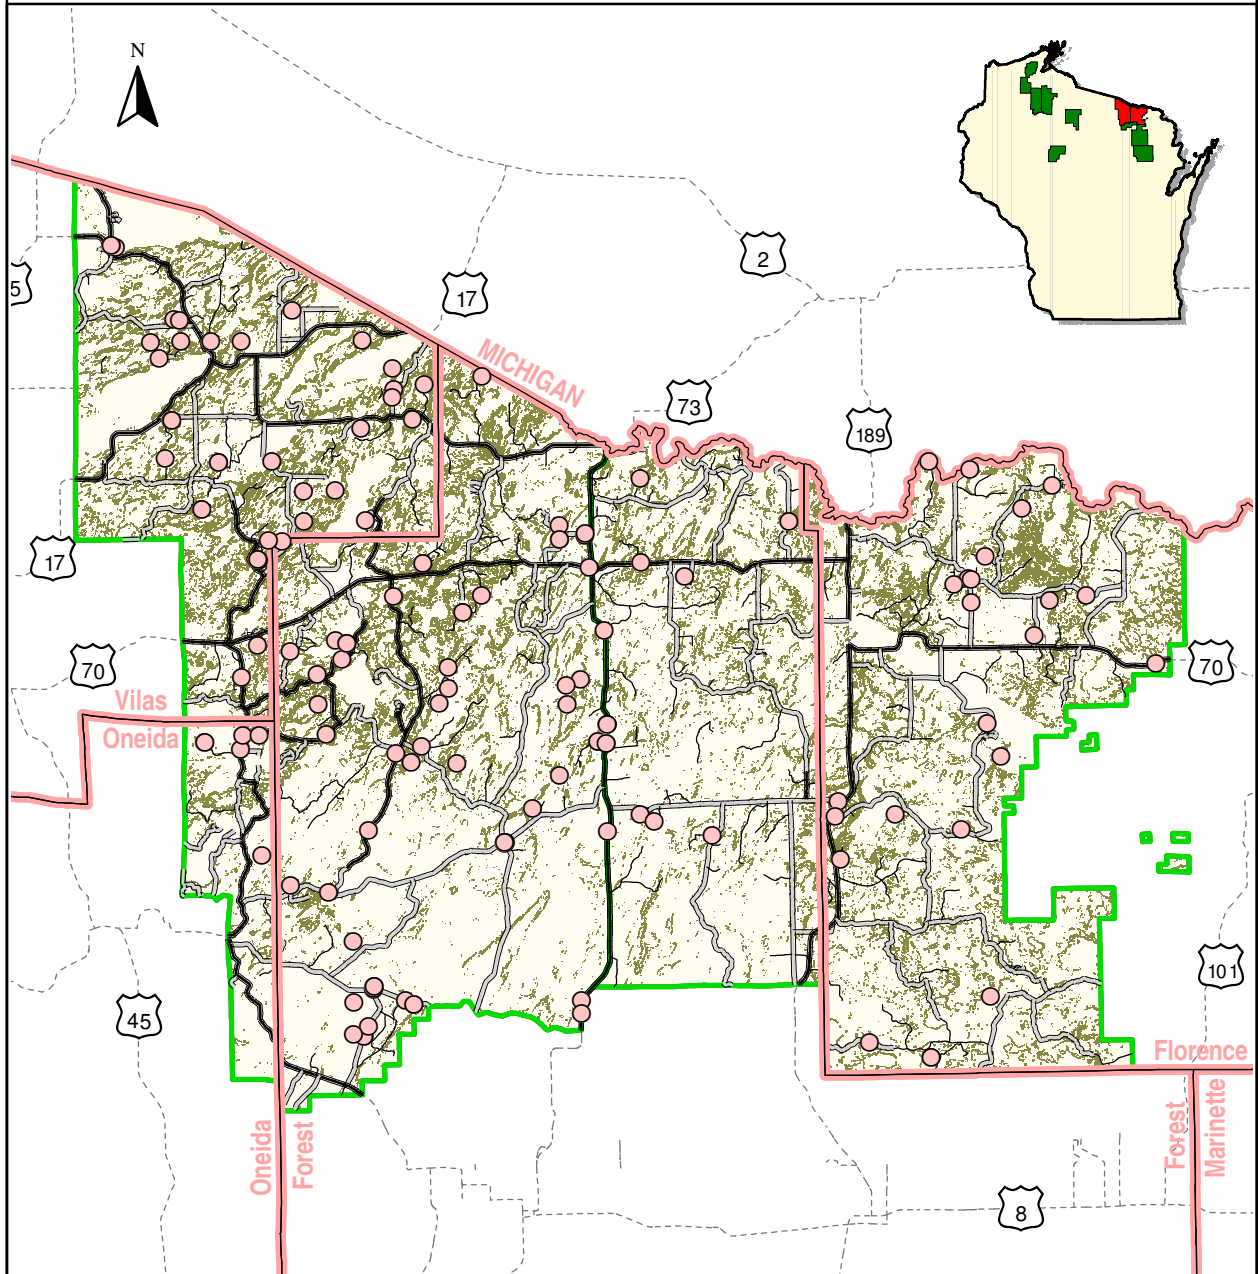 N
2
5
17
MICHIGAN
73
189
17
70
70
Vilas
Oneida
101
45
Florence
Oneida
Forest
Forest
Marinette
8